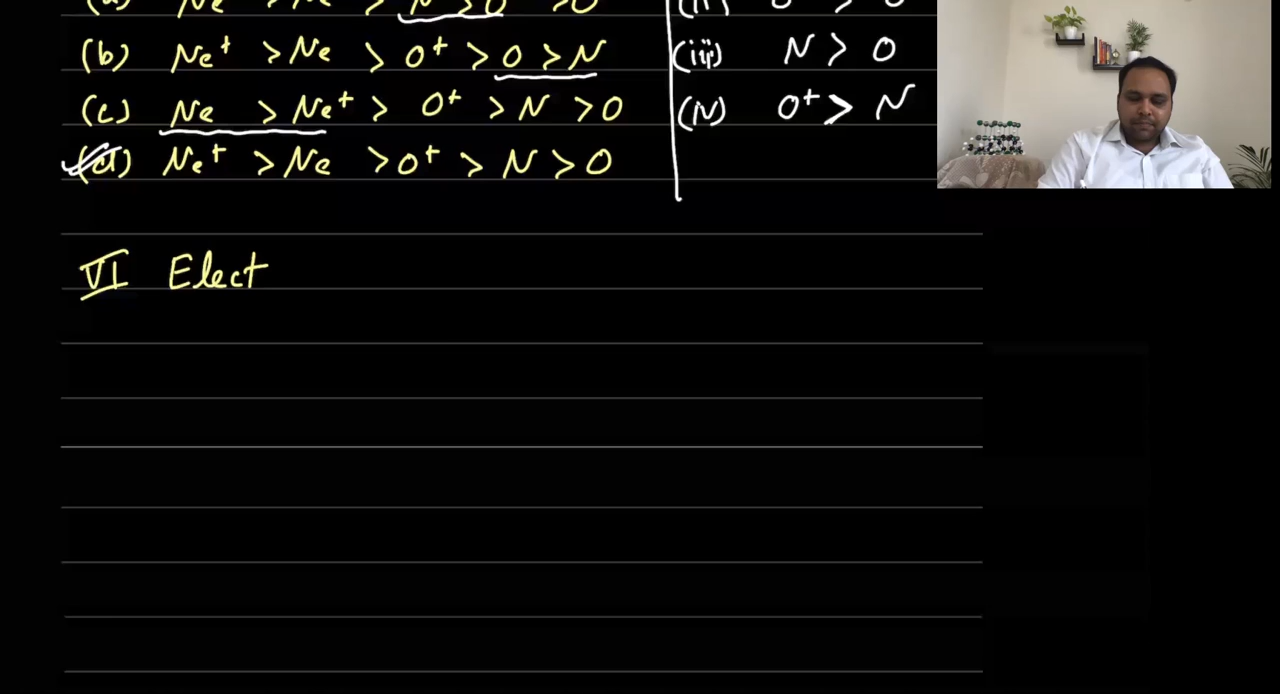 (b) Ne⁺ > Ne > O⁺ > O > N
(c) Ne > Ne⁺ > O⁺ > N > O
(d) Ne⁺ > Ne > O⁺ > N > O
(iii) N > O
(iv) O⁺ > N
VI Elect